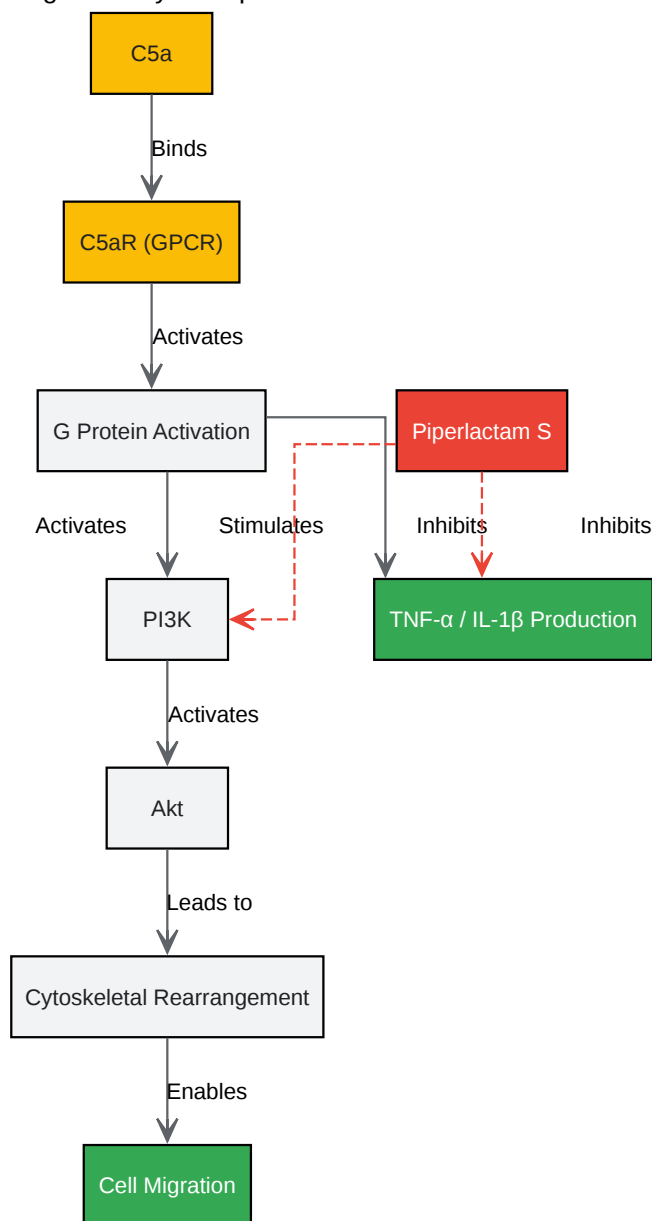 C5a
Binds
C5aR (GPCR)
Activates
G Protein Activation
Piperlactam S
Activates
Stimulates
Inhibits
Inhibits
PI3K
TNF-α / IL-1β Production
Activates
Akt
Leads to
Cytoskeletal Rearrangement
Enables
Cell Migration